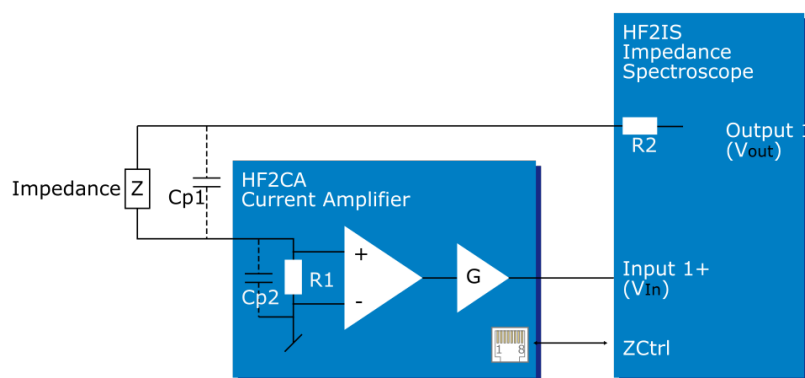 HF2IS
Impedance
Spectroscope
Output 1
(Vout)
R2
Impedance
Z
Cp1
HF2CA
Current Amplifier
+
G
R1
Cp2
-
Input 1+
(VIn)
1 8
ZCtrl